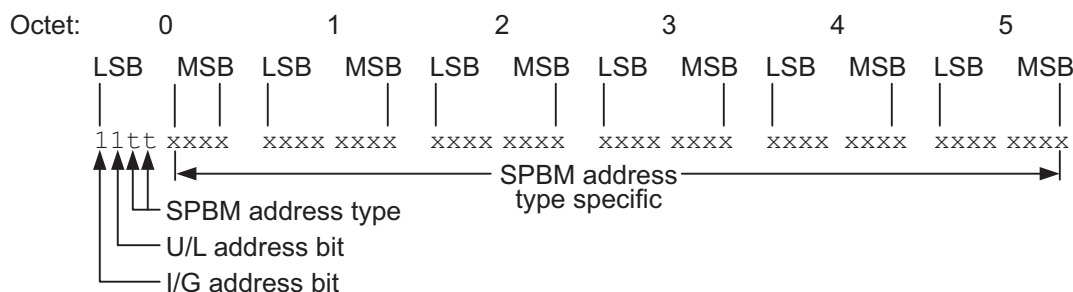 Octet: 0 1 2 3 4 5
LSB MSB LSB MSB LSB MSB LSB MSB LSB MSB LSB MSB
11tt xxxx xxxx xxxx xxxx xxxx xxxx xxxx xxxx xxxx xxxx xxxx
SPBM address
type specific
SPBM address type
U/L address bit
I/G address bit